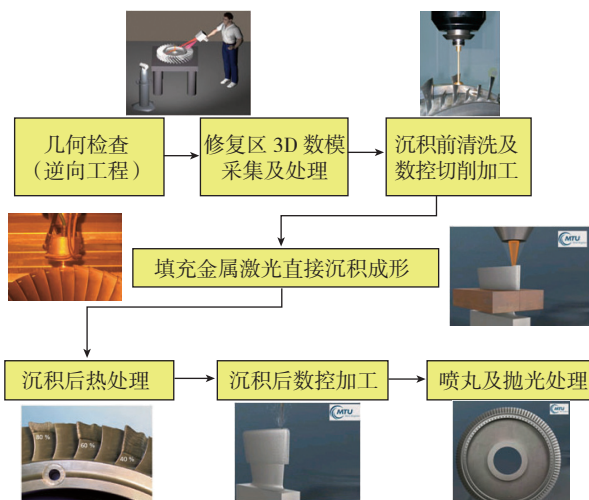 几何检查
（逆向工程）
修复区 3D 数模
采集及处理
沉积前清洗及
数控切削加工
填充金属激光直接沉积成形
MTU
沉积后热处理
沉积后数控加工
喷丸及抛光处理
80 %
60 %
40 %
MTU
MTU